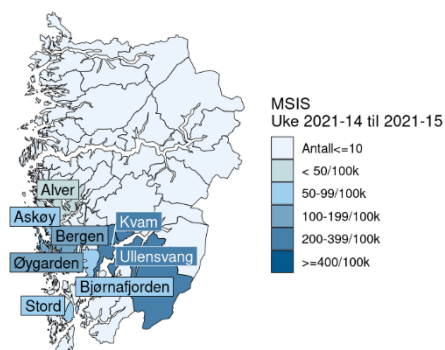 MSIS
Uke 2021-14 til 2021-15
Antall<=10
< 50/100k
50-99/100k
100-199/100k
200-399/100k
>=400/100k
Alver
Askøy
Kvam
Bergen
Øygarden
Ullensvang
Bjørnafjorden
Stord